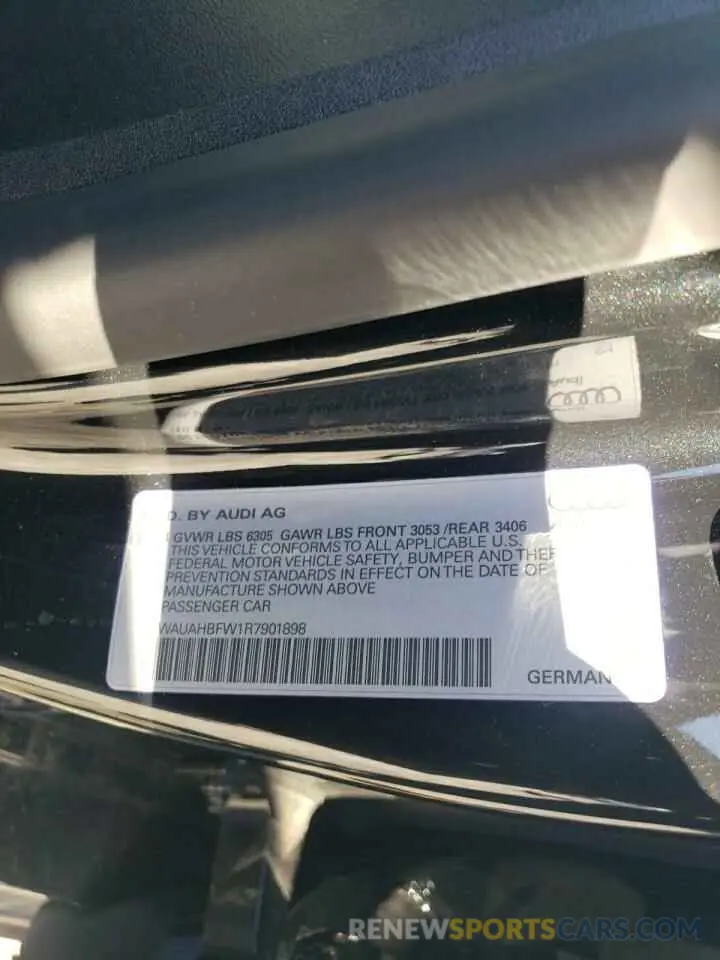 D. BY AUDI AG
GVWR LBS 6305 GAWR LBS FRONT 3053 /REAR 3406
THIS VEHICLE CONFORMS TO ALL APPLICABLE U.S.
FEDERAL MOTOR VEHICLE SAFETY, BUMPER AND THEF
PREVENTION STANDARDS IN EFFECT ON THE DATE OF
MANUFACTURE SHOWN ABOVE
PASSENGER CAR
WAUAHBFW1R7901898
GERMAN
RENEWSPORTSCARS.COM